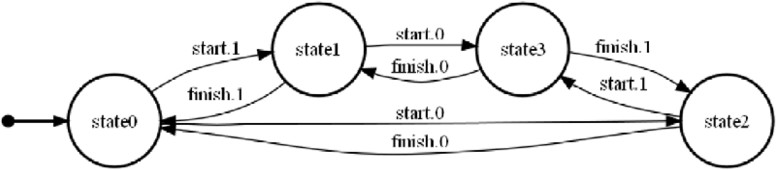 start.1
state1
start.0
state3
finish.1
finish.0
finish.1
start.1
state0
start.0
state2
finish.0